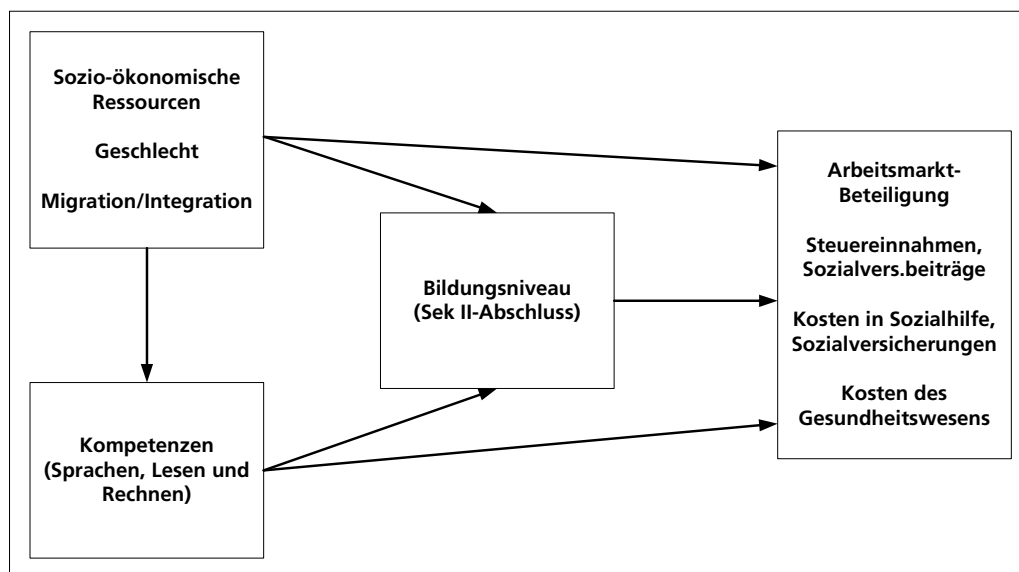 Sozio-ökonomische
Ressourcen
Geschlecht
Migration/Integration
Kompetenzen
(Sprachen, Lesen und
Rechnen)
Bildungsniveau
(Sek II-Abschluss)
Arbeitsmarkt-
Beteiligung
Steuereinnahmen,
Sozialvers.beiträge
Kosten in Sozialhilfe,
Sozialversicherungen
Kosten des
Gesundheitswesens